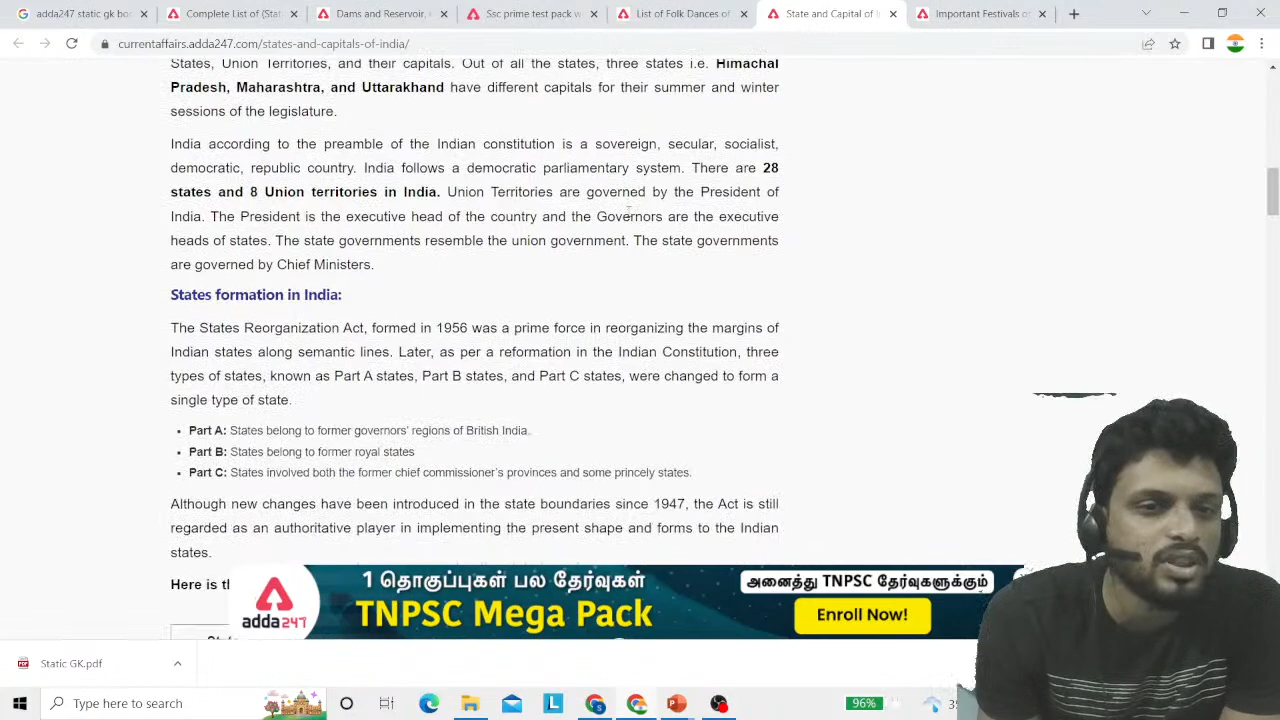 adda247 static gk bo
Complete List of (Stat
Dams and Reservoir,
Ssc prime test pack w
List of Folk Dances of
State and Capital of I
Important Festivals o
currentaffairs.adda247.com/states-and-capitals-of-india/
States, Union Territories, and their capitals. Out of all the states, three states i.e. Himachal
Pradesh, Maharashtra, and Uttarakhand have different capitals for their summer and winter
sessions of the legislature.
India according to the preamble of the Indian constitution is a sovereign, secular, socialist,
democratic, republic country. India follows a democratic parliamentary system. There are 28
states and 8 Union territories in India. Union Territories are governed by the President of
India. The President is the executive head of the country and the Governors are the executive
heads of states. The state governments resemble the union government. The state governments
are governed by Chief Ministers.
States formation in India:
The States Reorganization Act, formed in 1956 was a prime force in reorganizing the margins of
Indian states along semantic lines. Later, as per a reformation in the Indian Constitution, three
types of states, known as Part A states, Part B states, and Part C states, were changed to form a
single type of state.
Part A: States belong to former governors' regions of British India.
Part B: States belong to former royal states
Part C: States involved both the former chief commissioner's provinces and some princely states.
Although new changes have been introduced in the state boundaries since 1947, the Act is still
regarded as an authoritative player in implementing the present shape and forms to the Indian
states.
Here is th
adda247
1 தொகுப்புகள் பல தேர்வுகள்
TNPSC Mega Pack
அனைத்து TNPSC தேர்வுகளுக்கும்
Enroll Now!
Static GK.pdf
Type here to search
96%